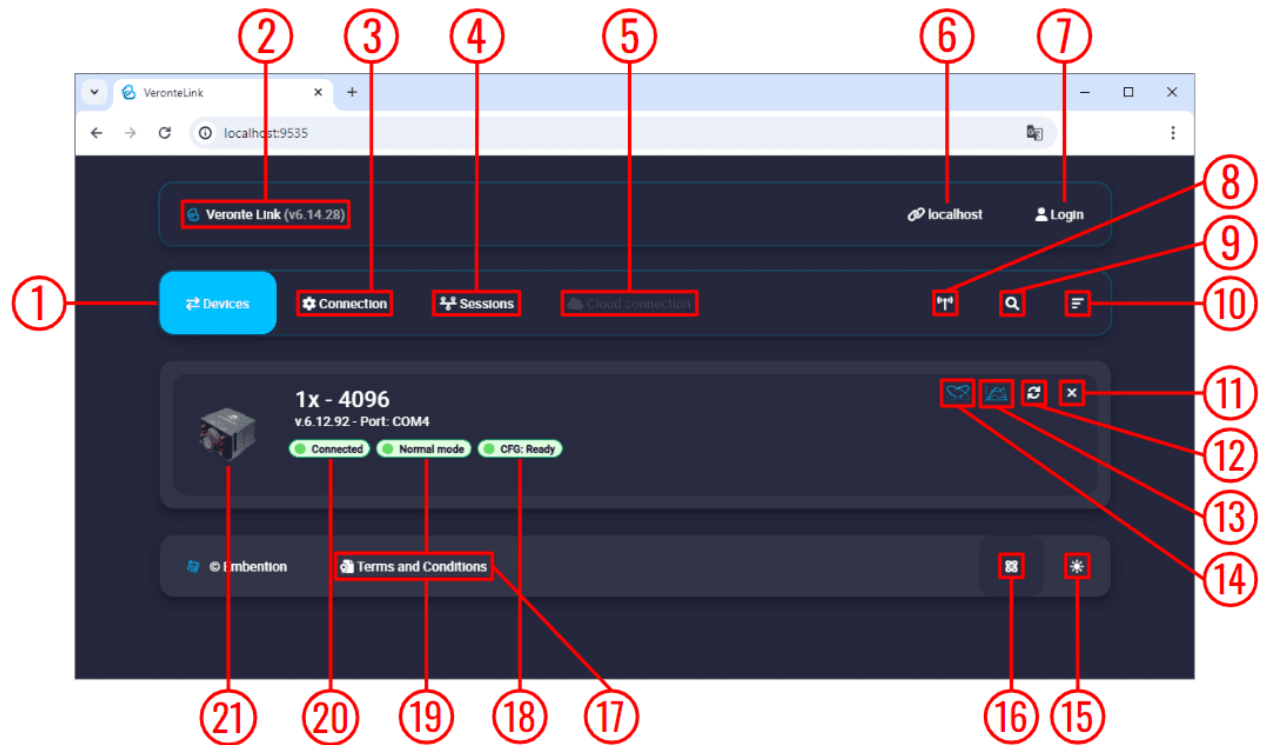 2 3 4 5 6 7
VeronteLink
localhost:9535
8
Veronte Link (v6.14.28) localhost Login
9
1 Devices Connection Sessions Cloud connection 10
1x - 4096 11
v.6.12.92 - Port: COM4
Connected Normal mode CFG: Ready 12
13
© Embention Terms and Conditions 14
21 20 19 18 17 16 15